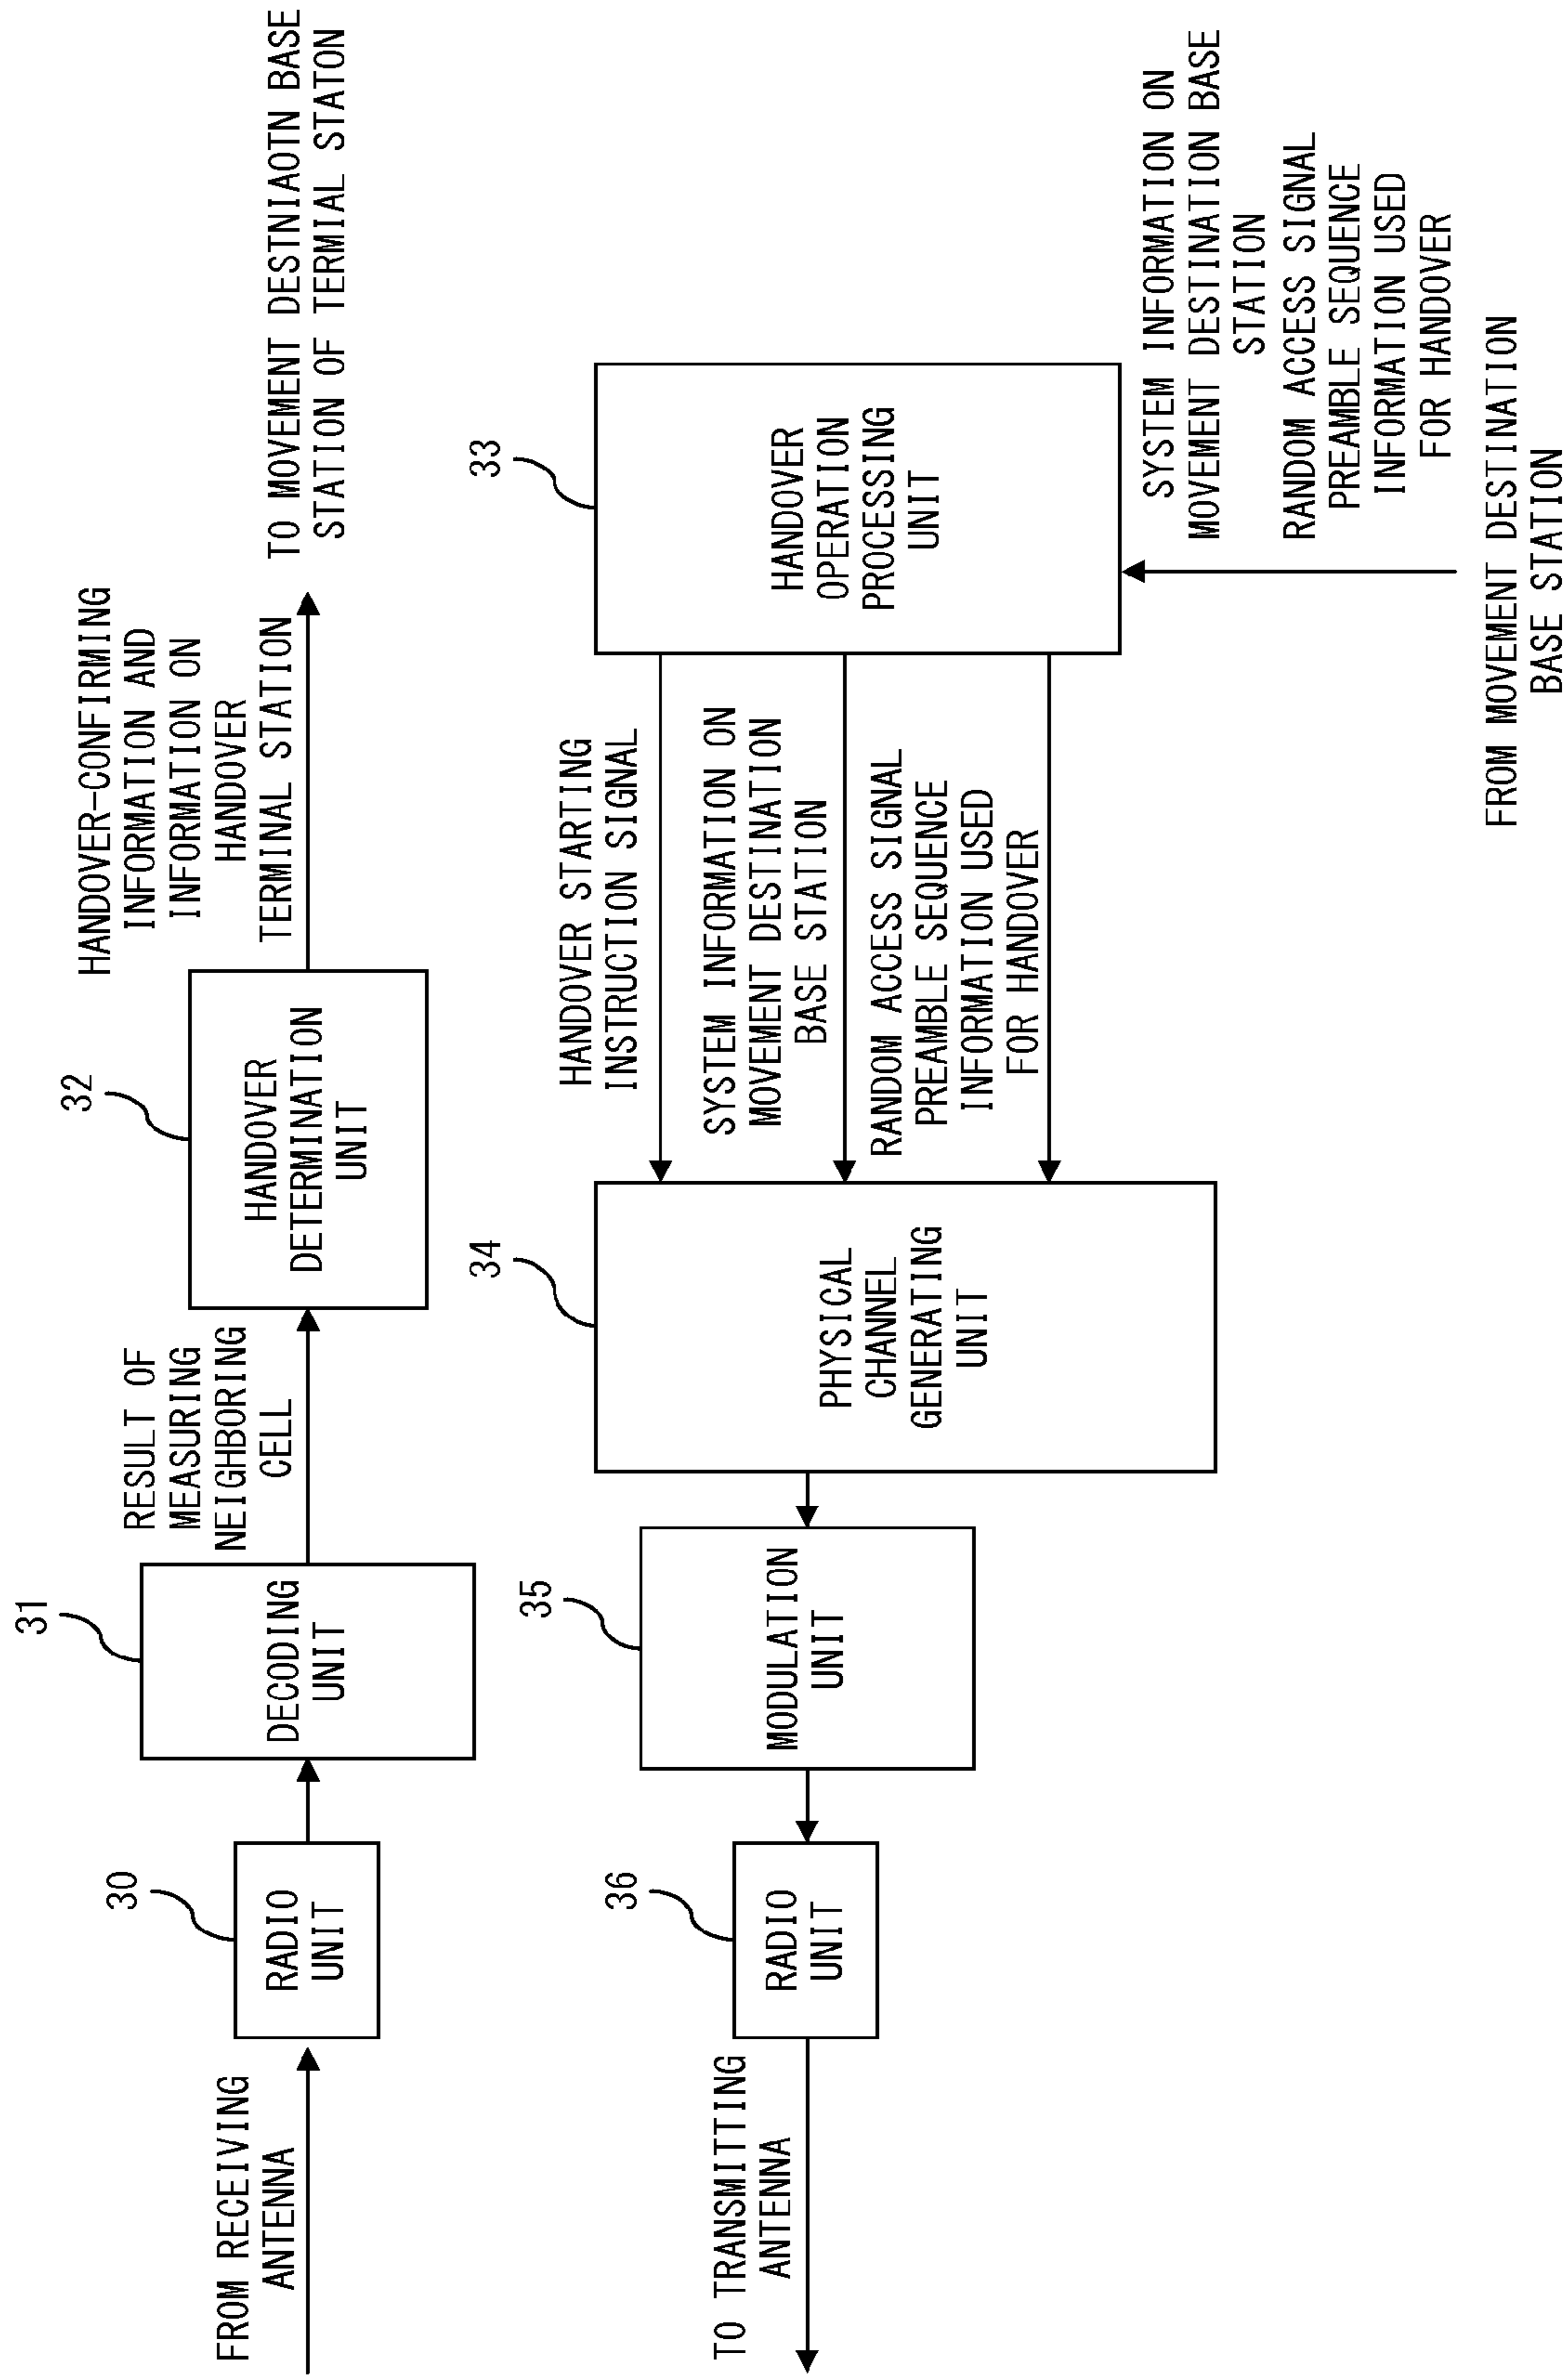 FROM RECEIVING
ANTENNA
30
RADIO
UNIT
31
DECODING
UNIT
RESULT OF
MEASURING
NEIGHBORING
CELL
32
HANDOVER
DETERMINATION
UNIT
HANDOVER-CONFIRMING
INFORMATION AND
INFORMATION ON
HANDOVER
TERMINAL STATION
TO MOVEMENT DESTNIAOTN BASE
STATION OF TERMIAL STATON
TO TRANSMITTING
ANTENNA
36
RADIO
UNIT
35
MODULATION
UNIT
34
PHYSICAL
CHANNEL
GENERATING
UNIT
HANDOVER STARTING
INSTRUCTION SIGNAL
SYSTEM INFORMATION ON
MOVEMENT DESTINATION
BASE STATION
RANDOM ACCESS SIGNAL
PREAMBLE SEQUENCE
INFORMATION USED
FOR HANDOVER
33
HANDOVER
OPERATION
PROCESSING
UNIT
SYSTEM INFORMATION ON
MOVEMENT DESTINATION BASE
STATION
RANDOM ACCESS SIGNAL
PREAMBLE SEQUENCE
INFORMATION USED
FOR HANDOVER
FROM MOVEMENT DESTINATION
BASE STATION